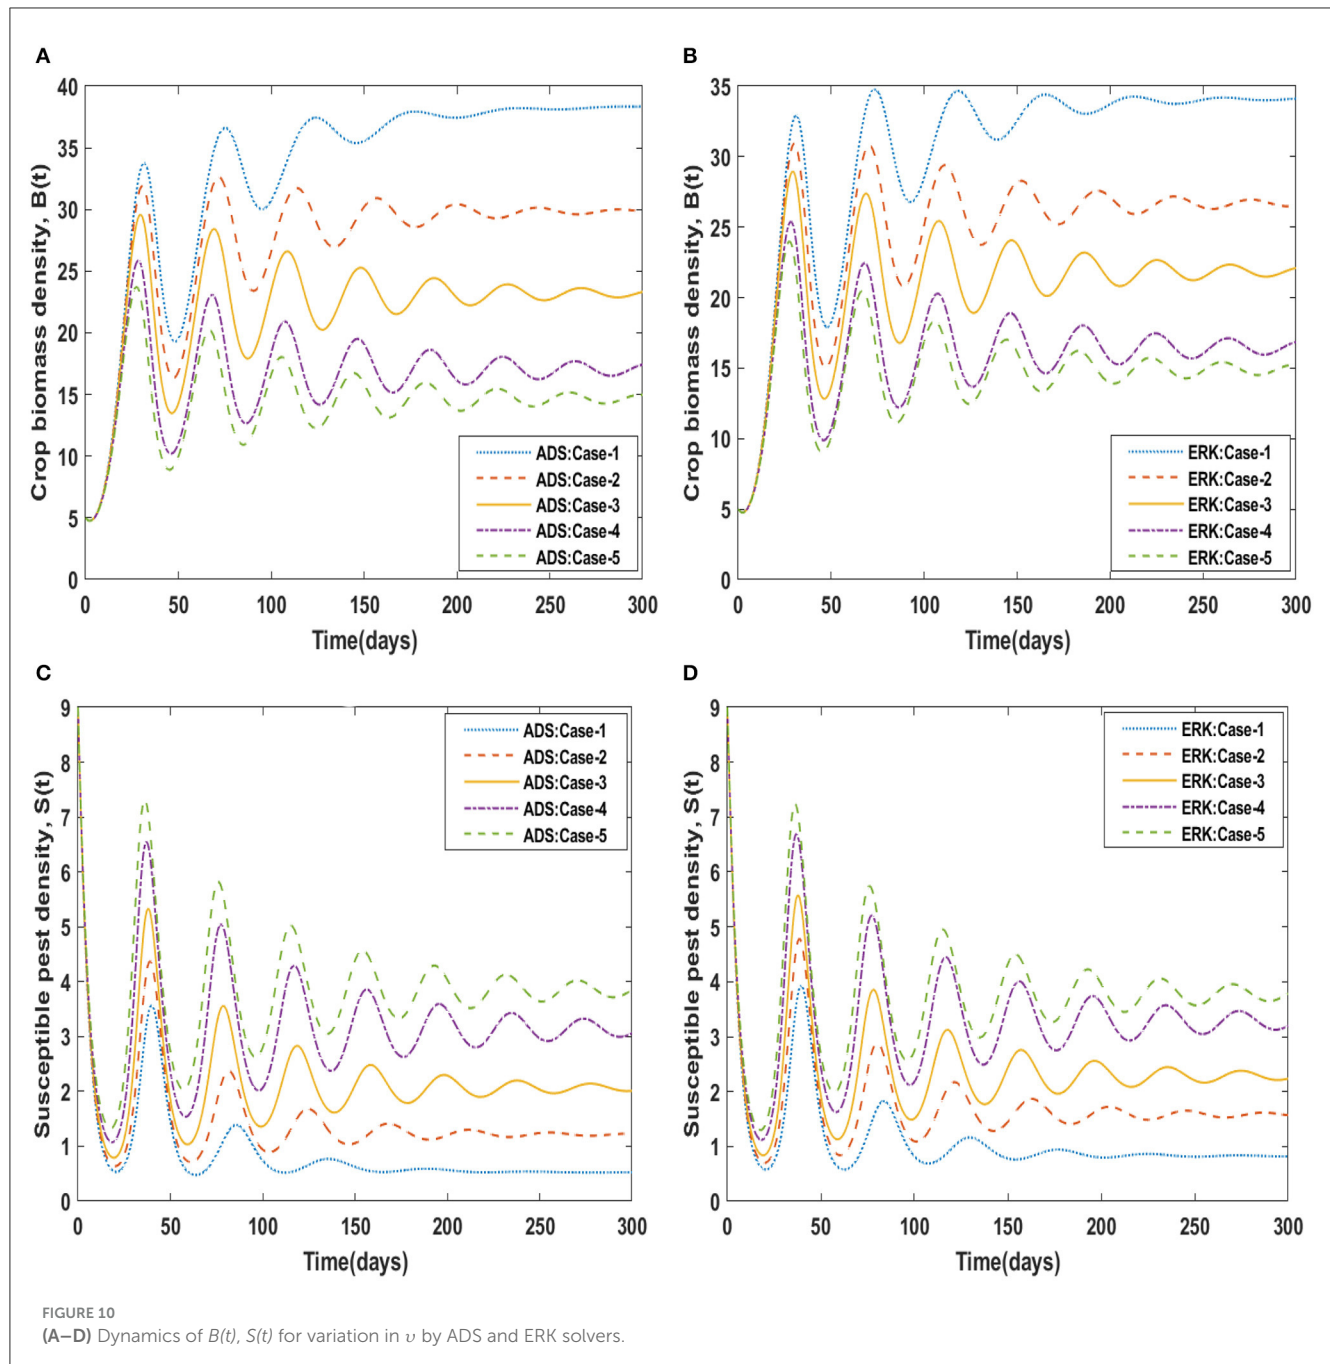 A
40
35
30
25
20
15
10
5
0
Crop biomass density, B(t)
ADS:Case-1
ADS:Case-2
ADS:Case-3
ADS:Case-4
ADS:Case-5
0 50 100 150 200 250 300
Time(days)
B
35
30
25
20
15
10
5
0
Crop biomass density, B(t)
ERK:Case-1
ERK:Case-2
ERK:Case-3
ERK:Case-4
ERK:Case-5
0 50 100 150 200 250 300
Time(days)
C
9
8
7
6
5
4
3
2
1
0
Susceptible pest density, S(t)
ADS:Case-1
ADS:Case-2
ADS:Case-3
ADS:Case-4
ADS:Case-5
0 50 100 150 200 250 300
Time(days)
D
9
8
7
6
5
4
3
2
1
0
Susceptible pest density, S(t)
ERK:Case-1
ERK:Case-2
ERK:Case-3
ERK:Case-4
ERK:Case-5
0 50 100 150 200 250 300
Time(days)
FIGURE 10
(A–D) Dynamics of B(t), S(t) for variation in υ by ADS and ERK solvers.